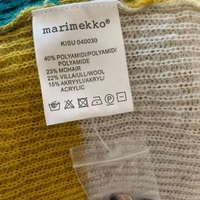 marimekko®
KISU 040030
40% POLYAMIDI/POLYAMID/
POLYAMIDE
23% MOHAIR
22% VILLA/ULL/WOOL
15% AKRYYLI/AKRYL/
ACRYLIC